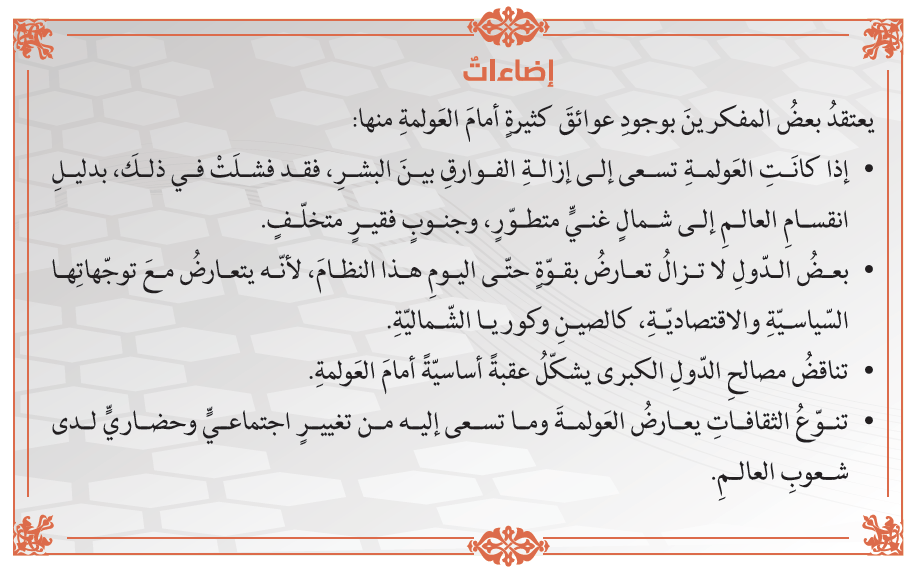 إضاءاتٌ
يعتقدُ بعضُ المفكرينَ بوجودِ عوائقَ كثيرةٍ أمامَ العَولمةِ منها:
• إذا كانَتِ العَولمةِ تسعى إلى إزالةِ الفوارقِ بينَ البشرِ، فقد فشلَتْ في ذلكَ، بدليلِ
انقسامِ العالمِ إلى شمالٍ غنيٍّ متطوّرٍ، وجنوبٍ فقيرٍ متخلّفٍ.
• بعضُ الدّولِ لا تزالُ تعارضُ بقوّةٍ حتّى اليومِ هذا النظامَ، لأنّه يتعارضُ معَ توجّهاتِها
السّياسيّةِ والاقتصاديّةِ، كالصينِ وكوريا الشّماليّةِ.
• تناقضُ مصالحِ الدّولِ الكبرى يشكّلُ عقبةً أساسيّةً أمامَ العَولمةِ.
• تنوّعُ الثقافاتِ يعارضُ العَولمةَ وما تسعى إليه من تغييرٍ اجتماعيٍّ وحضاريٍّ لدى
شعوبِ العالمِ.